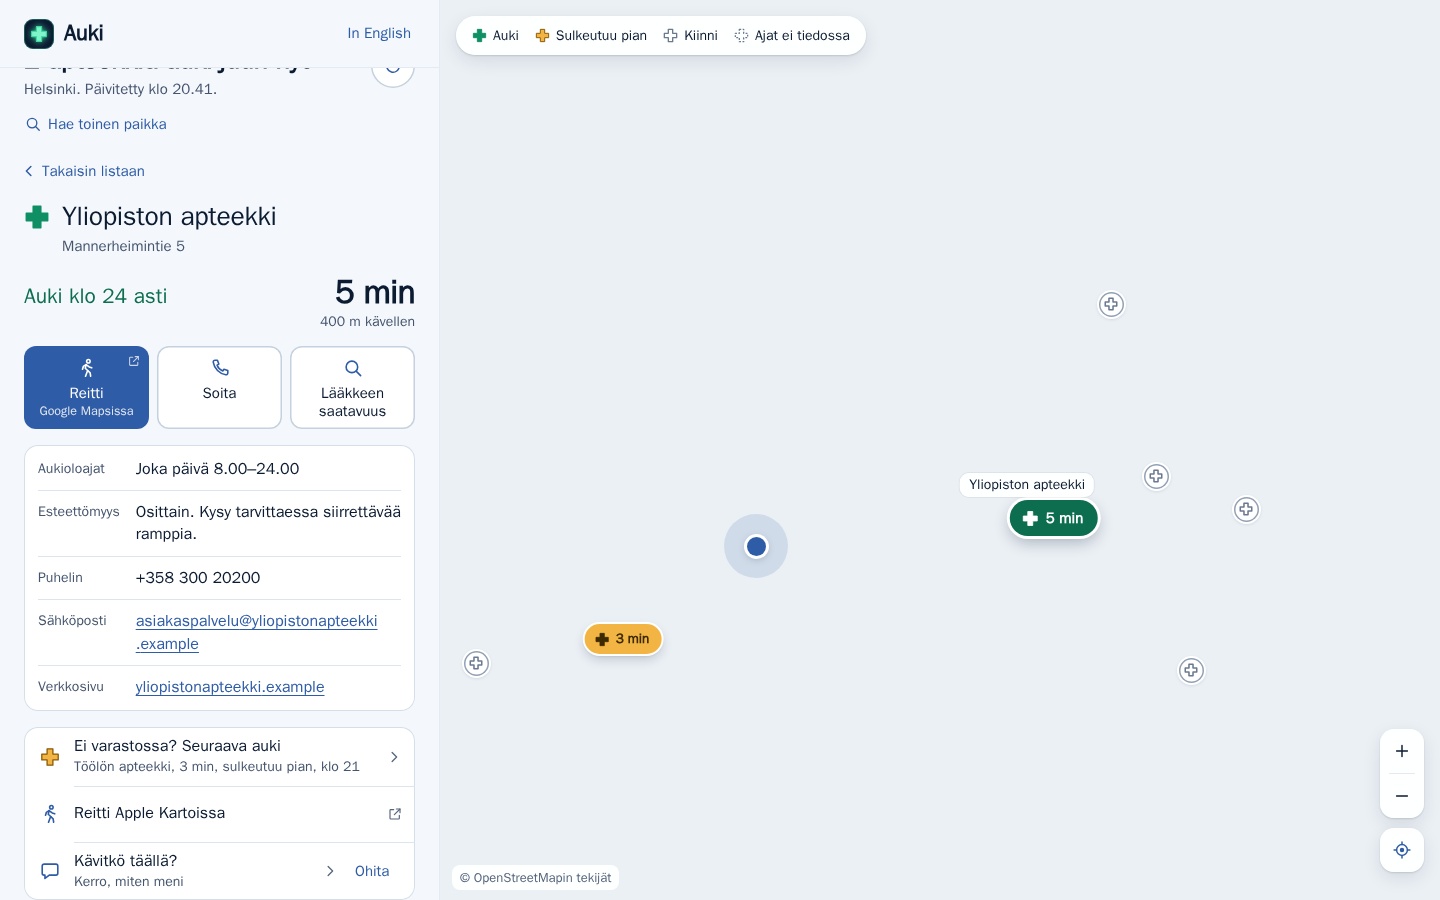 Auki
In English
Helsinki. Päivitetty klo 20.41.
Hae toinen paikka
Takaisin listaan
Yliopiston apteekki
Mannerheimintie 5
Auki klo 24 asti
5 min
400 m kävellen
Reitti
Google Mapsissa
Soita
Lääkkeen
saatavuus
Aukioloajat
Joka päivä 8.00–24.00
Esteettömyys
Osittain. Kysy tarvittaessa siirrettävää
ramppia.
Puhelin
+358 300 20200
Sähköposti
asiakaspalvelu@yliopistonapteekki
.example
Verkkosivu
yliopistonapteekki.example
Ei varastossa? Seuraava auki
Töölön apteekki, 3 min, sulkeutuu pian, klo 21
Reitti Apple Kartoissa
Kävitkö täällä?
Kerro, miten meni
Ohita
Auki
Sulkeutuu pian
Kiinni
Ajat ei tiedossa
Yliopiston apteekki
5 min
3 min
© OpenStreetMapin tekijät